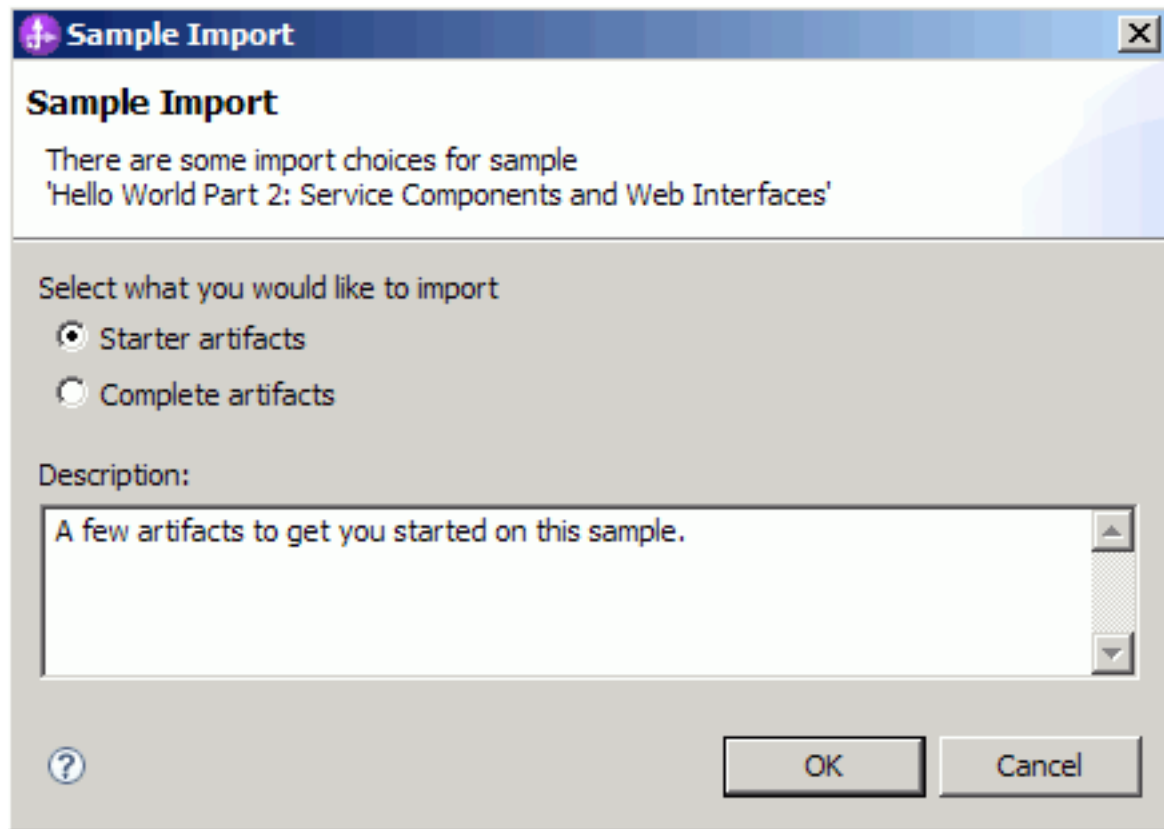 Sample Import
Sample Import
There are some import choices for sample
'Hello World Part 2: Service Components and Web Interfaces'
Select what you would like to import
Starter artifacts
Complete artifacts
Description:
A few artifacts to get you started on this sample.
?
OK
Cancel